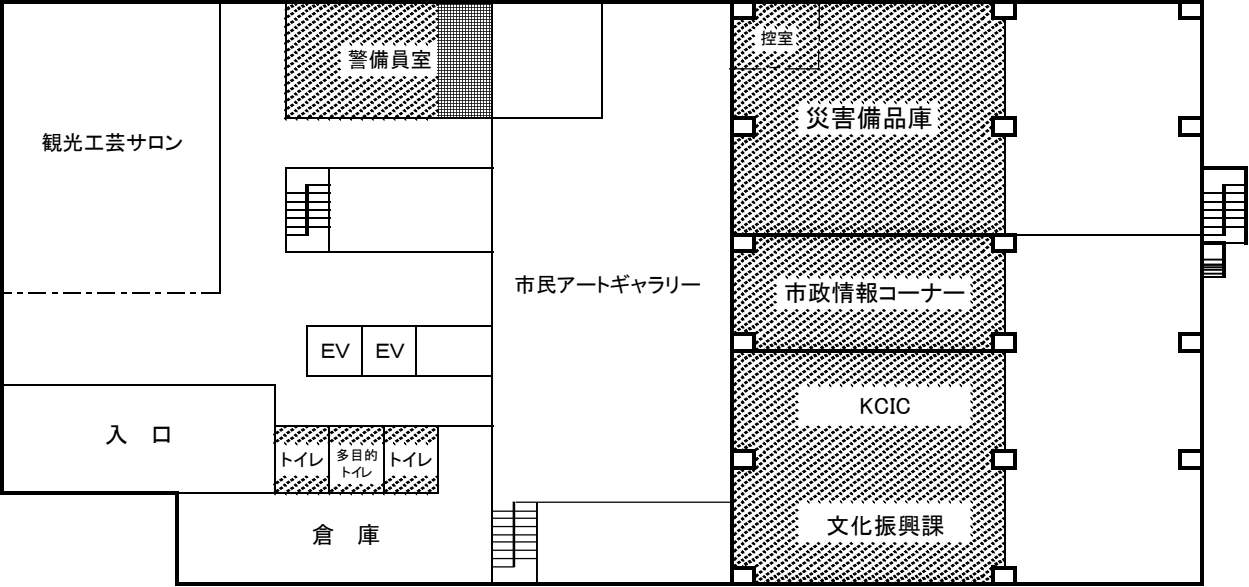 警備員室
控室
災害備品庫
観光工芸サロン
市民アートギャラリー
市政情報コーナー
EV
EV
KCIC
入　口
トイレ
多目的
トイレ
トイレ
文化振興課
倉　庫